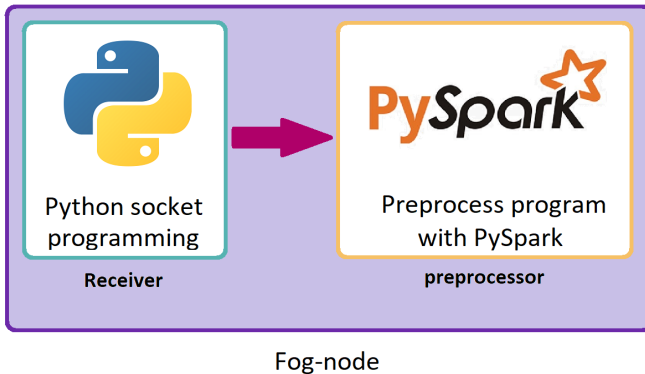 PySpark
Python socket
programming
Preprocess program
with PySpark
Receiver
preprocessor
Fog-node